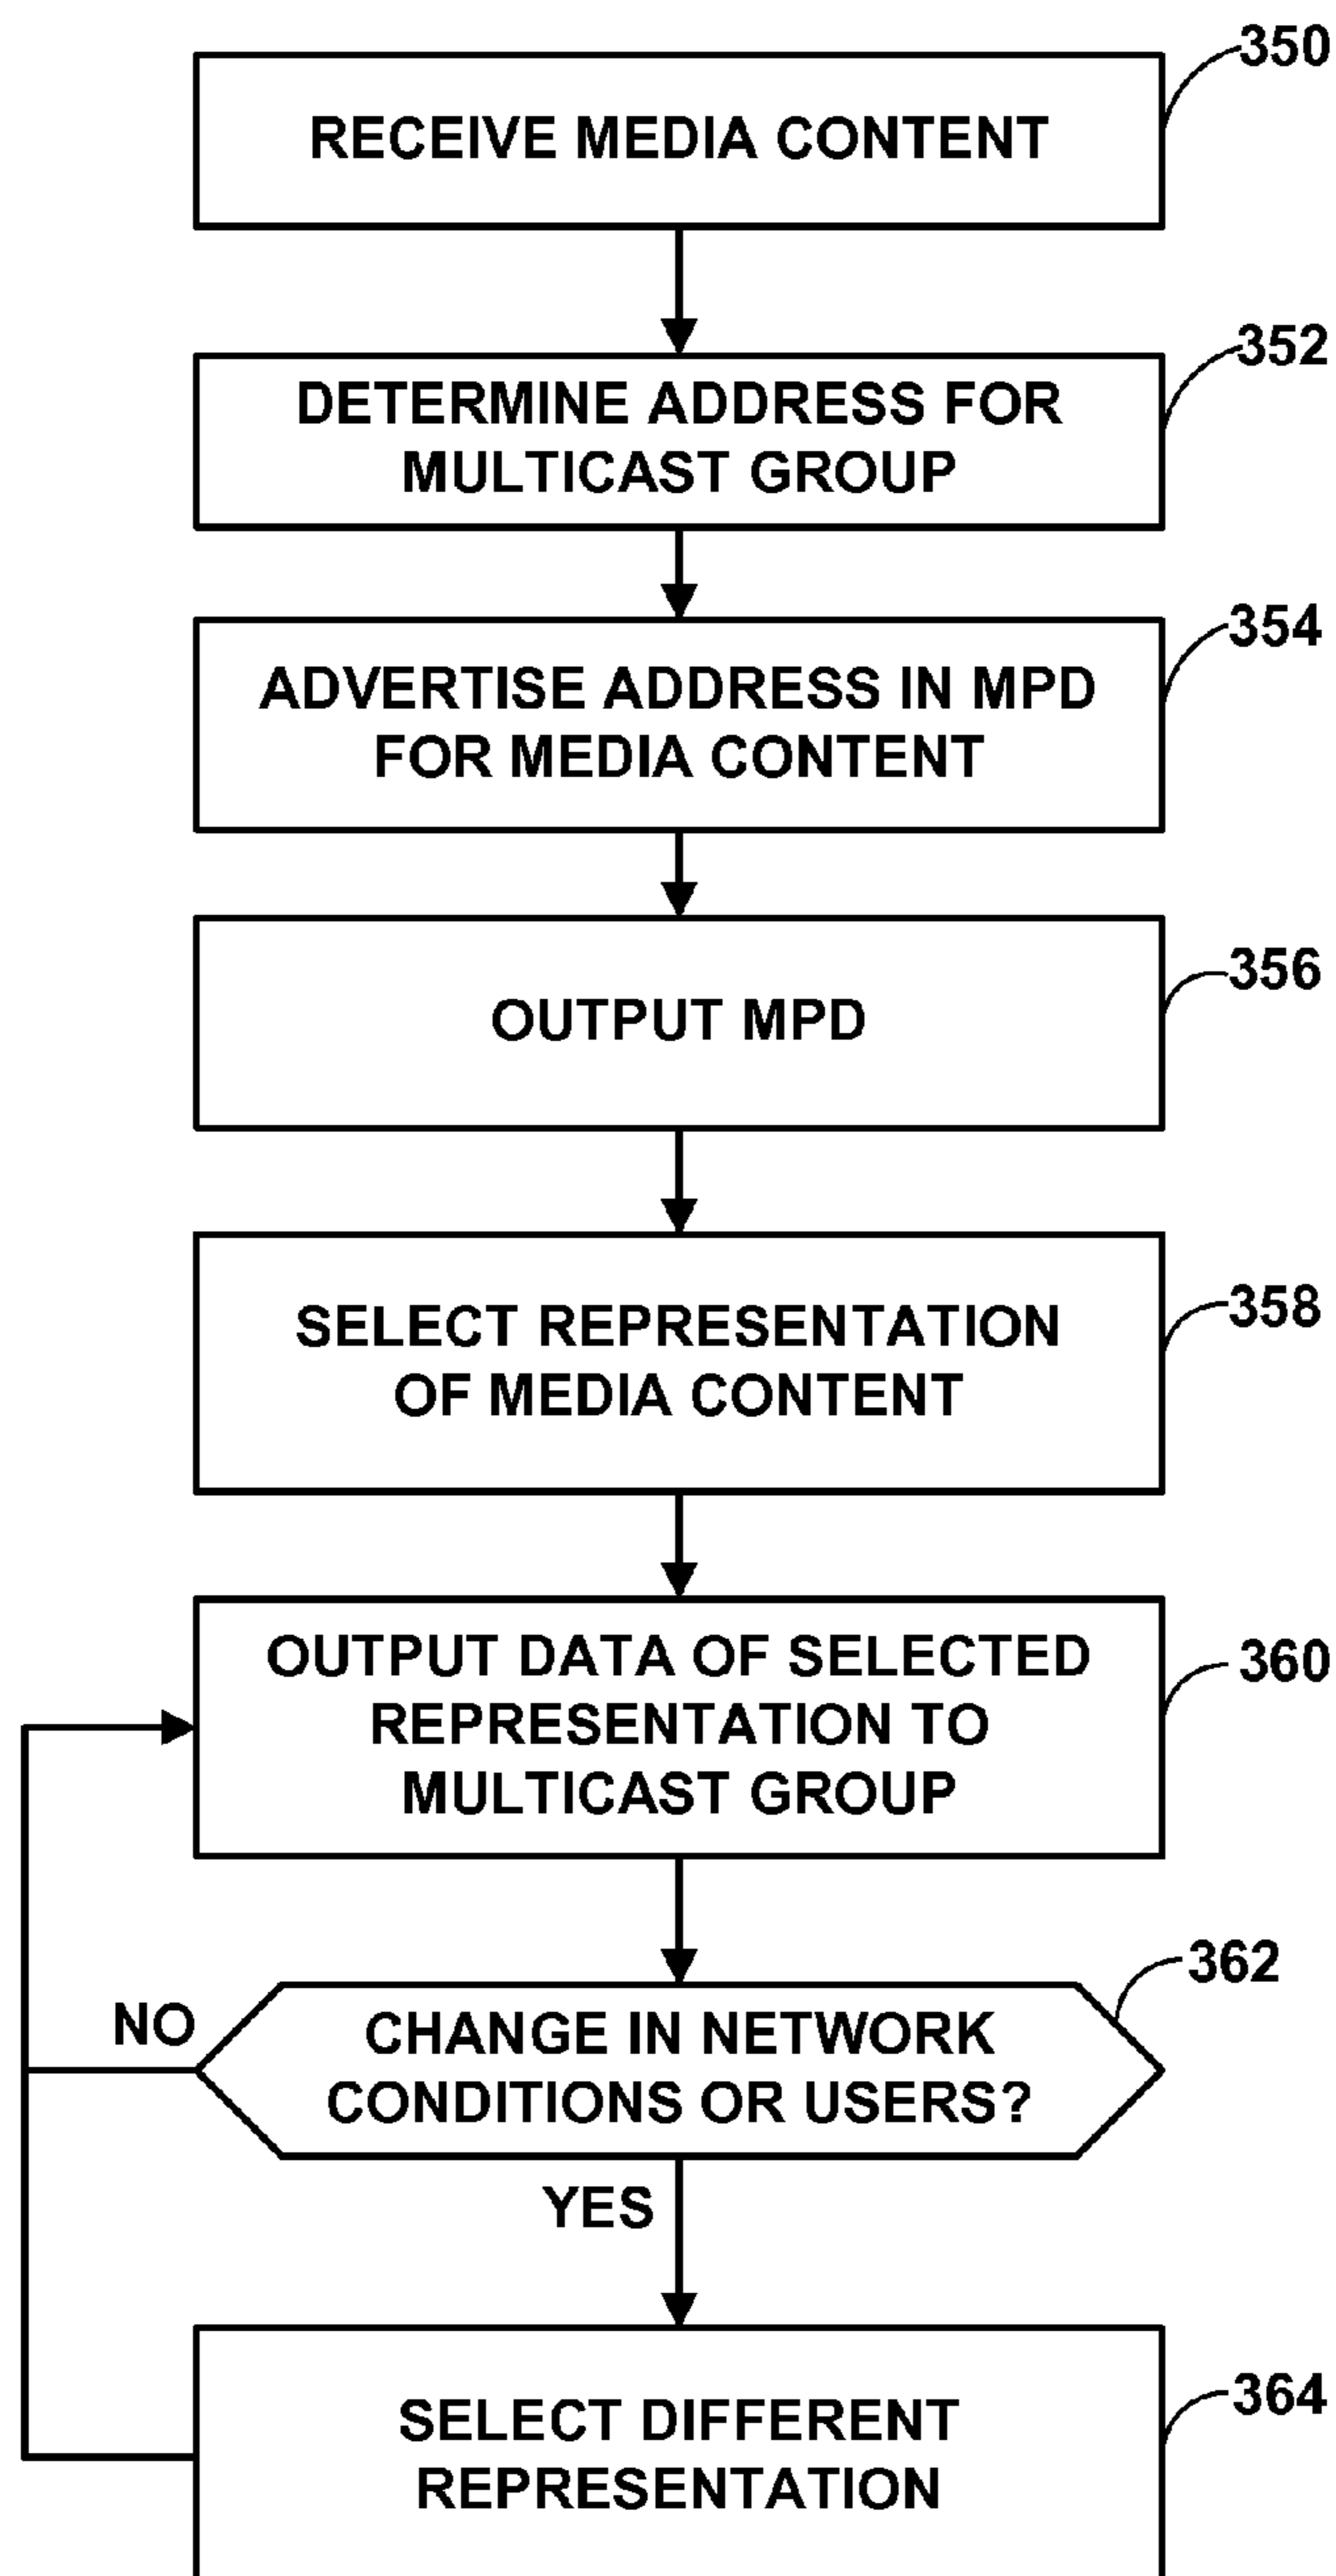 350
RECEIVE MEDIA CONTENT
352
DETERMINE ADDRESS FOR
MULTICAST GROUP
354
ADVERTISE ADDRESS IN MPD
FOR MEDIA CONTENT
356
OUTPUT MPD
358
SELECT REPRESENTATION
OF MEDIA CONTENT
360
OUTPUT DATA OF SELECTED
REPRESENTATION TO
MULTICAST GROUP
362
NO
CHANGE IN NETWORK
CONDITIONS OR USERS?
YES
364
SELECT DIFFERENT
REPRESENTATION